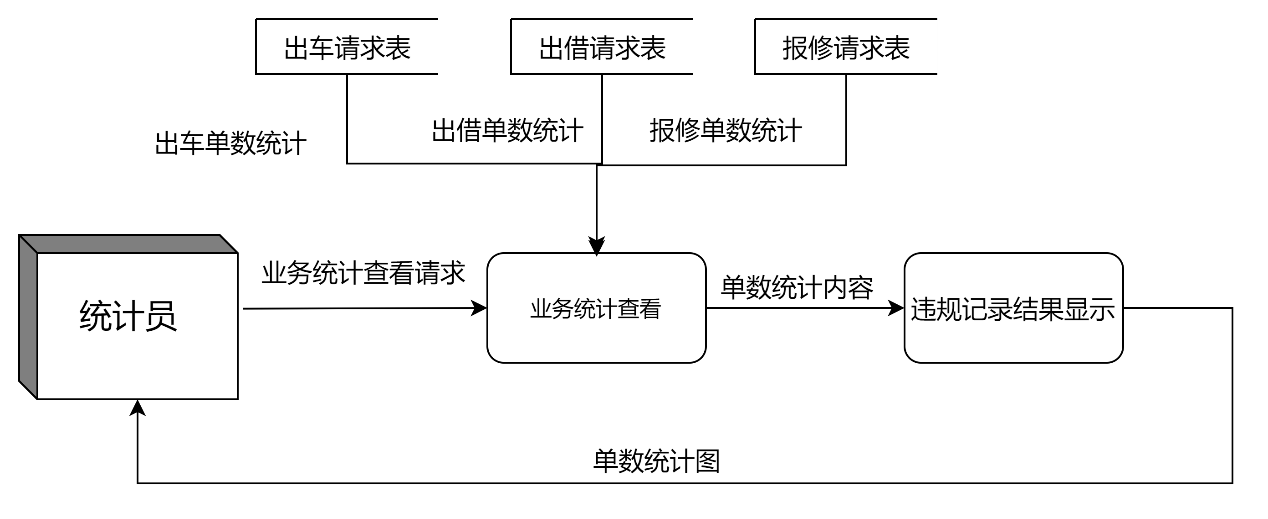 出车请求表
出借请求表
报修请求表
出车单数统计
出借单数统计
报修单数统计
业务统计查看请求
统计员
业务统计查看
单数统计内容
违规记录结果显示
单数统计图